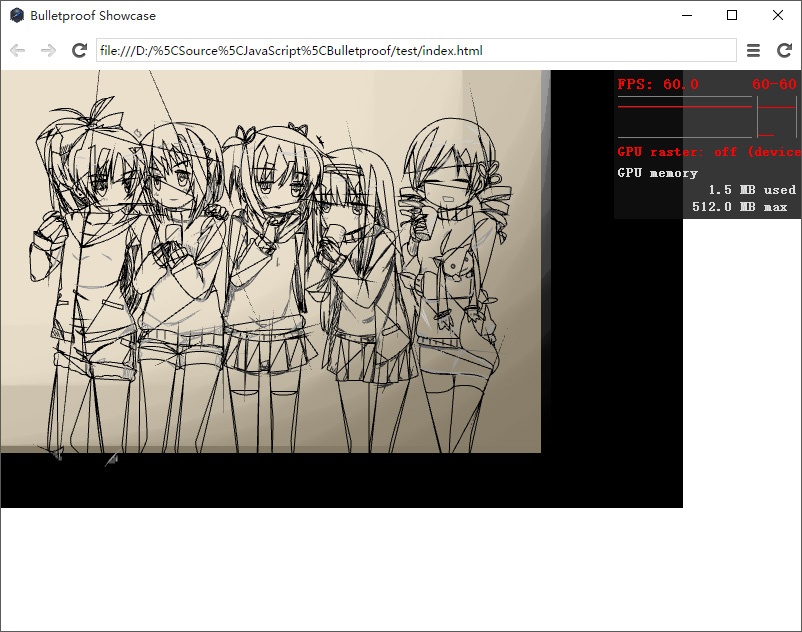 Bulletproof Showcase
file:///D:/%5CSource%5CJavaScript%5CBulletproof/test/index.html
FPS: 60.0 60-60
GPU raster: off (device
GPU memory
1.5 MB used
512.0 MB max